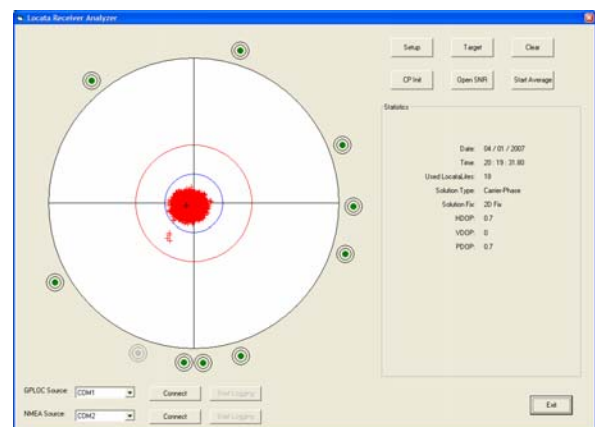 Locata Receiver Analyzer
Setup
Target
Clear
CP Init
Open SNR
Start Average
Statistics
Date: 04 / 01 / 2007
Time: 20 : 19 : 31.80
Used LocataLites: 18
Solution Type: Carrier-Phase
Solution Fix: 2D Fix
HDOP: 0.7
VDOP: 0
PDOP: 0.7
GPLOC Source: COM1
Connect
Start Logging
NMEA Source: COM2
Connect
Start Logging
Exit